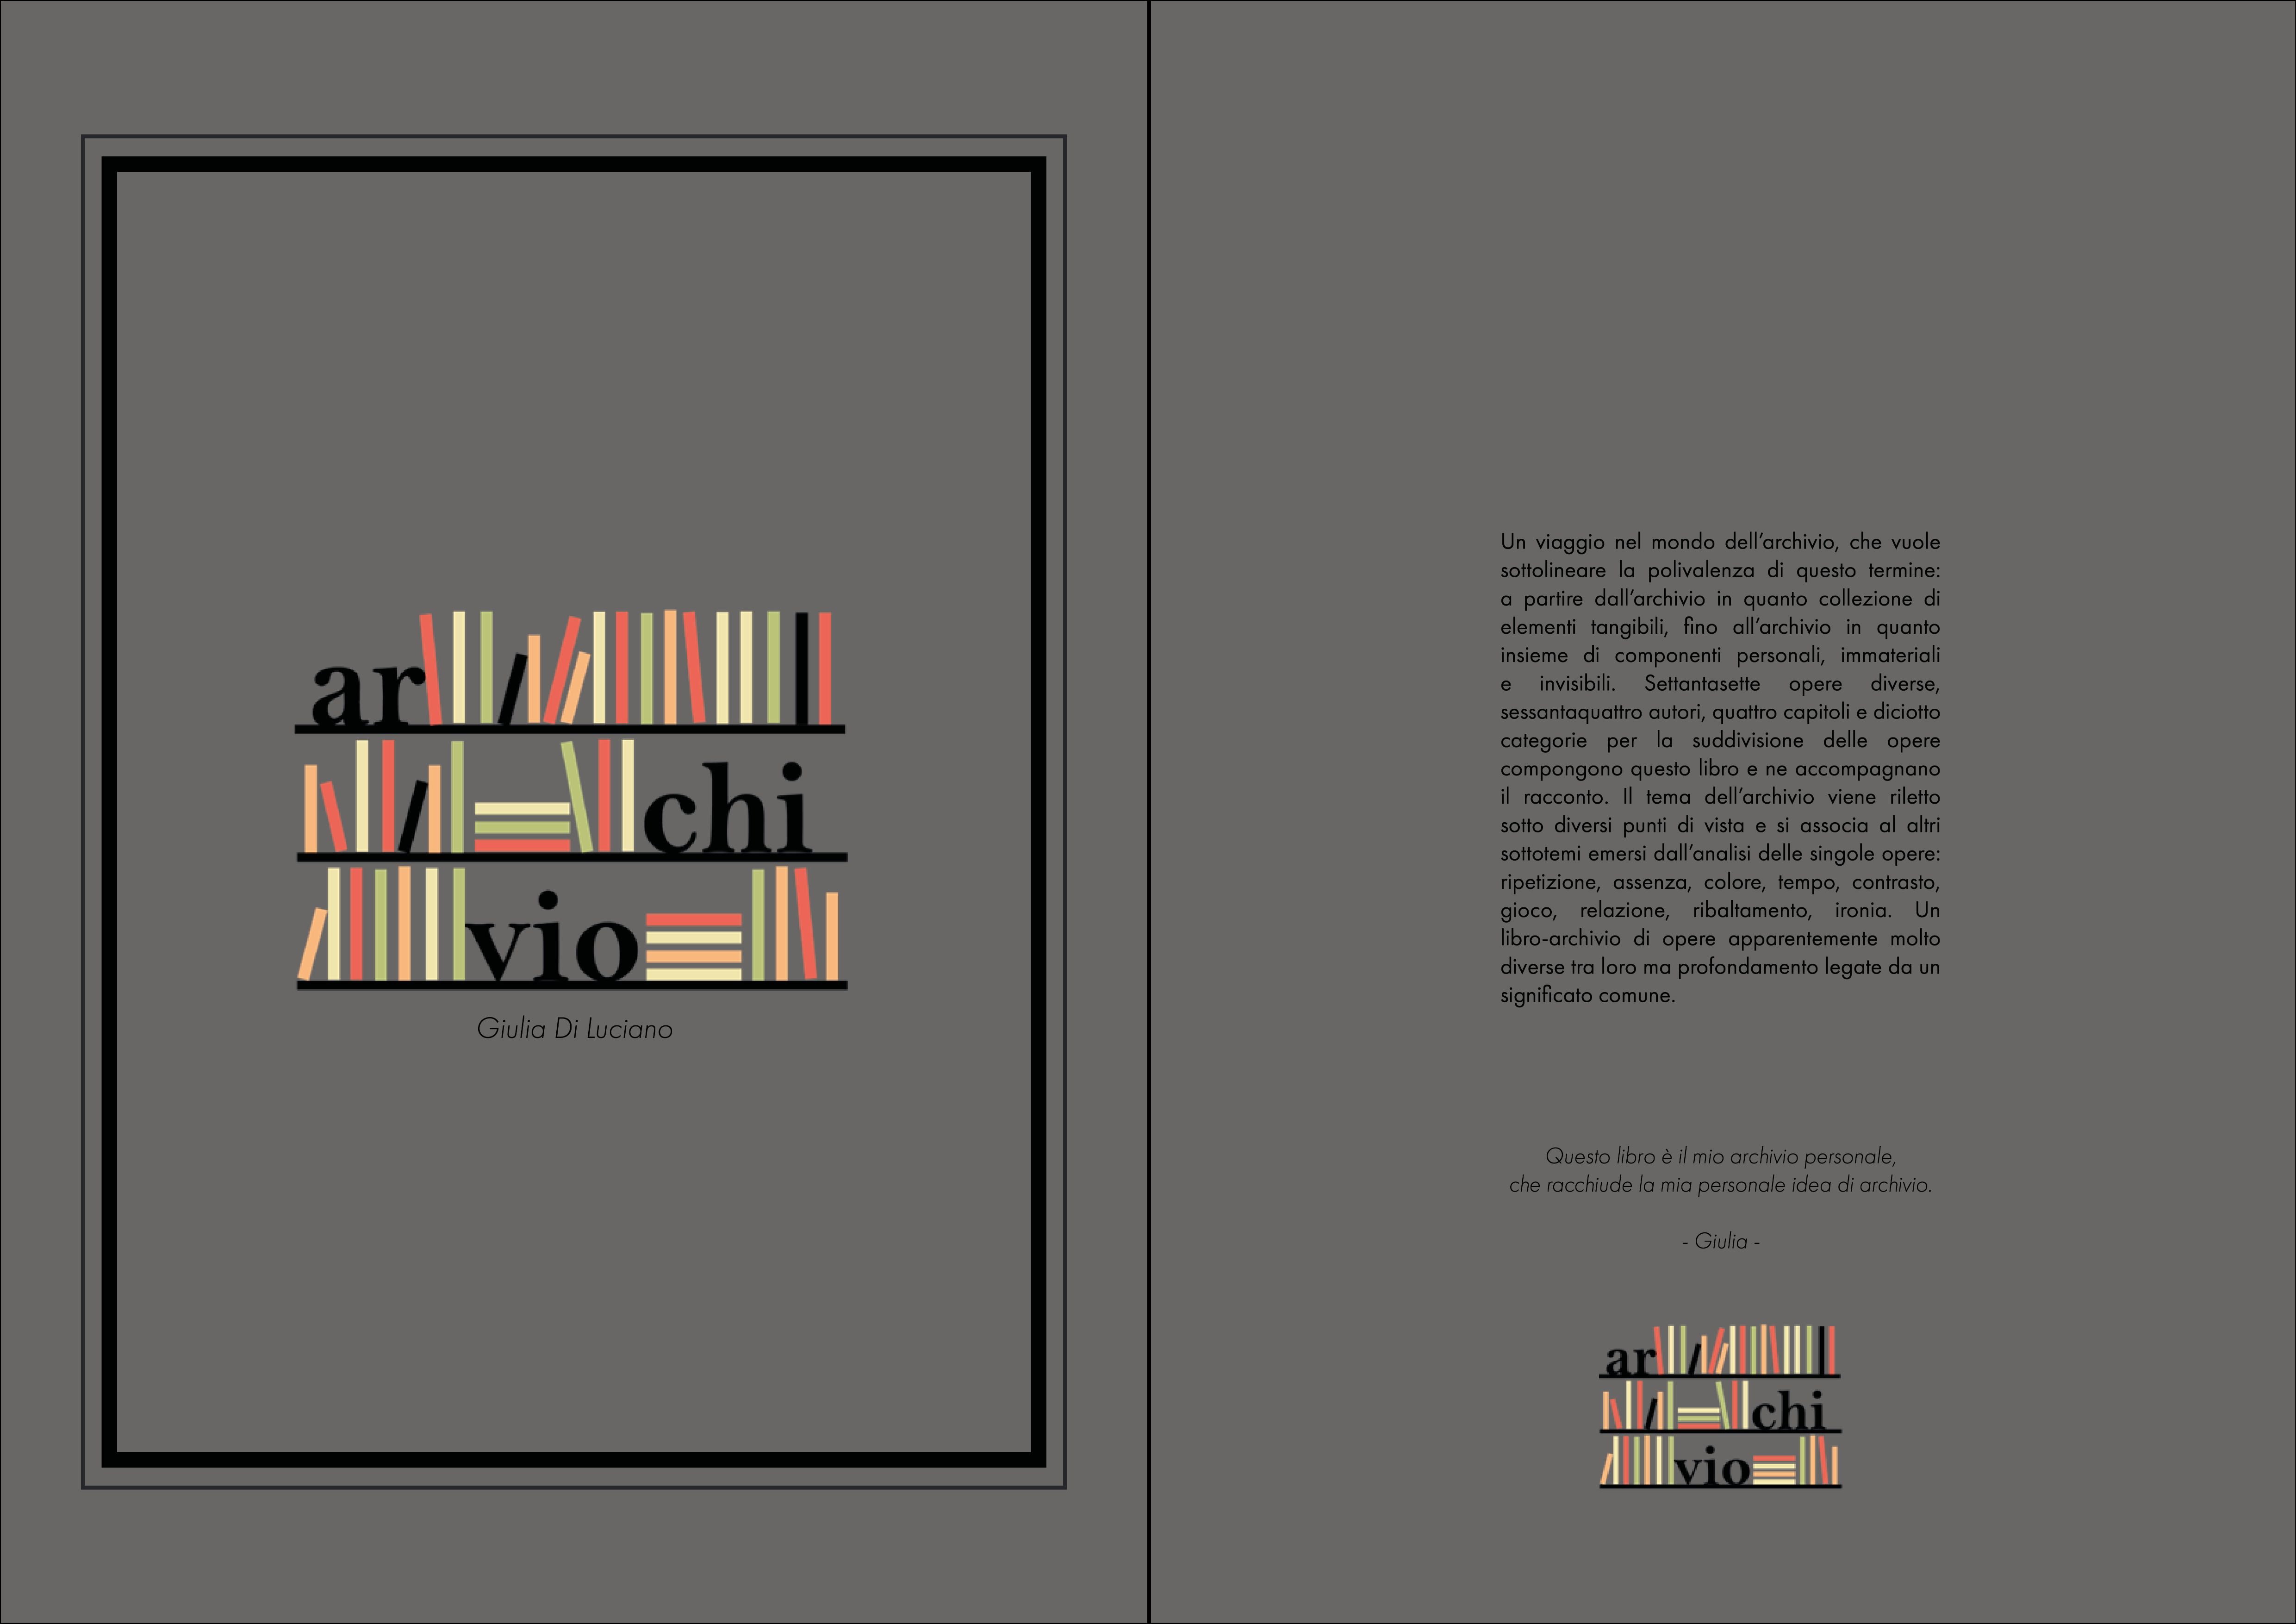 ar
chi
vio
Giulia Di Luciano
Un viaggio nel mondo dell’archivio, che vuole
sottolineare la polivalenza di questo termine:
a partire dall’archivio in quanto collezione di
elementi tangibili, fino all’archivio in quanto
insieme di componenti personali, immateriali
e invisibili. Settantasette opere diverse,
sessantaquattro autori, quattro capitoli e diciotto
categorie per la suddivisione delle opere
compongono questo libro e ne accompagnano
il racconto. Il tema dell’archivio viene riletto
sotto diversi punti di vista e si associa al altri
sottotemi emersi dall’analisi delle singole opere:
ripetizione, assenza, colore, tempo, contrasto,
gioco, relazione, ribaltamento, ironia. Un
libro-archivio di opere apparentemente molto
diverse tra loro ma profondamento legate da un
significato comune.
Questo libro è il mio archivio personale,
che racchiude la mia personale idea di archivio.
- Giulia -
ar
chi
vio